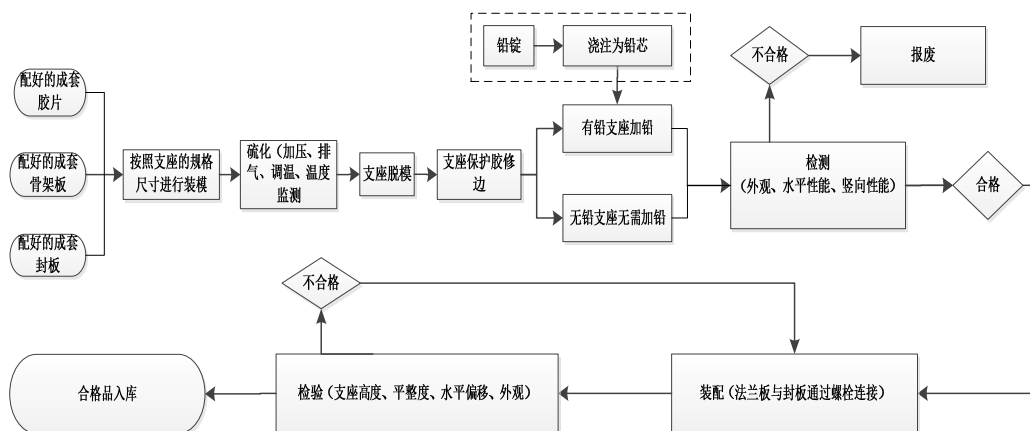 配好的成套
胶片
配好的成套
骨架板
配好的成套
封板
按照支座的规格
尺寸进行装模
硫化（加压、排
气、调温、温度
监测
支座脱模
支座保护胶修
边
铅锭
浇注为铅芯
有铅支座加铅
无铅支座无需加铅
检测
（外观、水平性能、竖向性能）
不合格
报废
合格
装配（法兰板与封板通过螺栓连接）
不合格
检验（支座高度、平整度、水平偏移、外观）
合格品入库